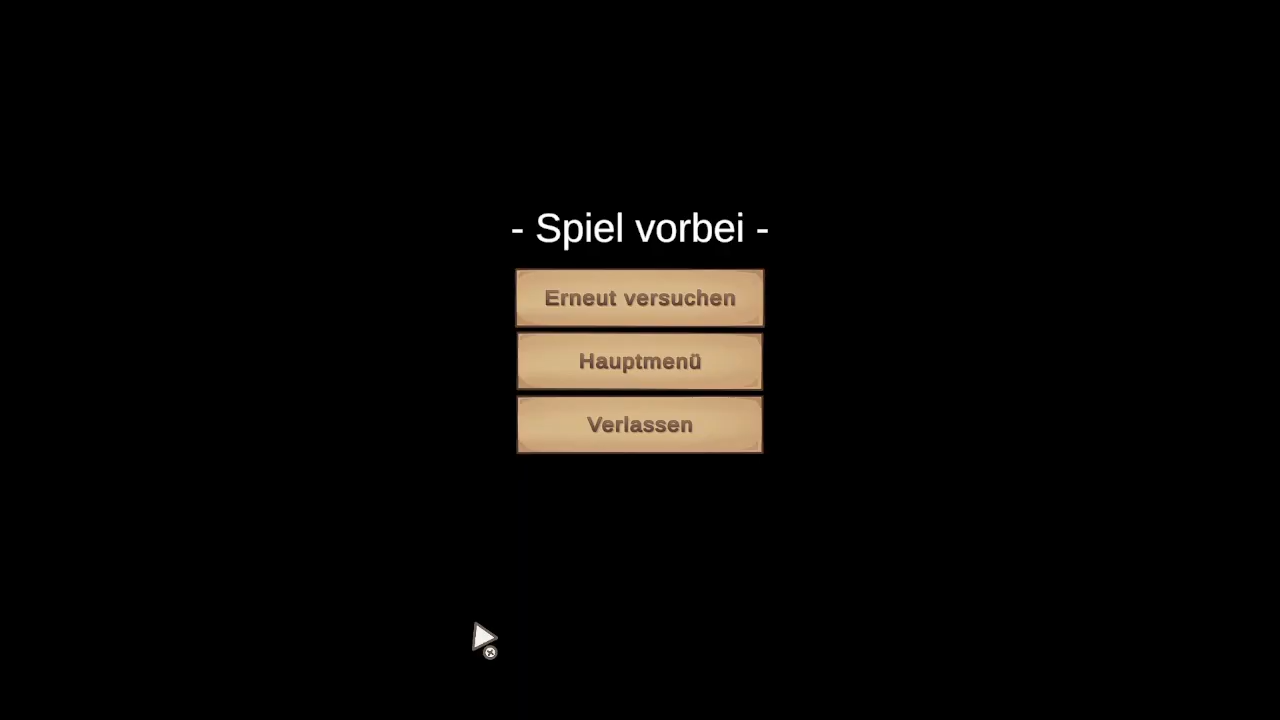 - Spiel vorbei -
Erneut versuchen
Hauptmenü
Verlassen